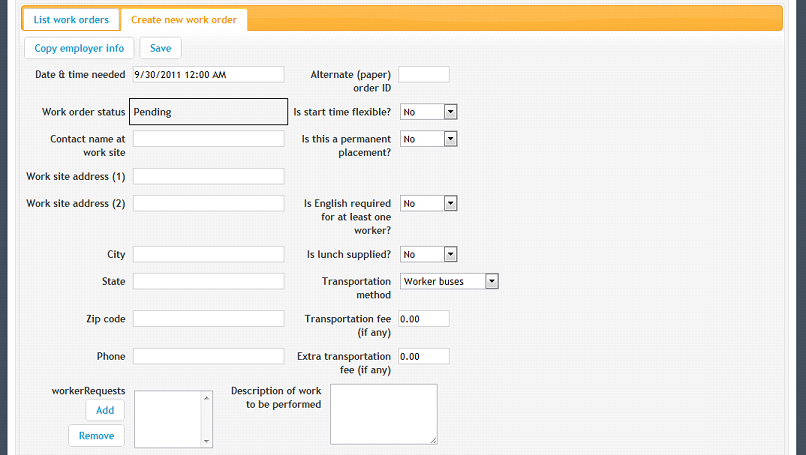 List work orders Create new work order
Copy employer info Save
Date & time needed 9/30/2011 12:00 AM Alternate (paper)
order ID
Work order status Pending Is start time flexible? No
Contact name at Is this a permanent No
work site placement?
Work site address (1)
Work site address (2) Is English required No
for at least one
worker?
City Is lunch supplied? No
State Transportation Worker buses
method
Zip code Transportation fee 0.00
(if any)
Phone Extra transportation 0.00
fee (if any)
workerRequests Description of work
Add to be performed
Remove